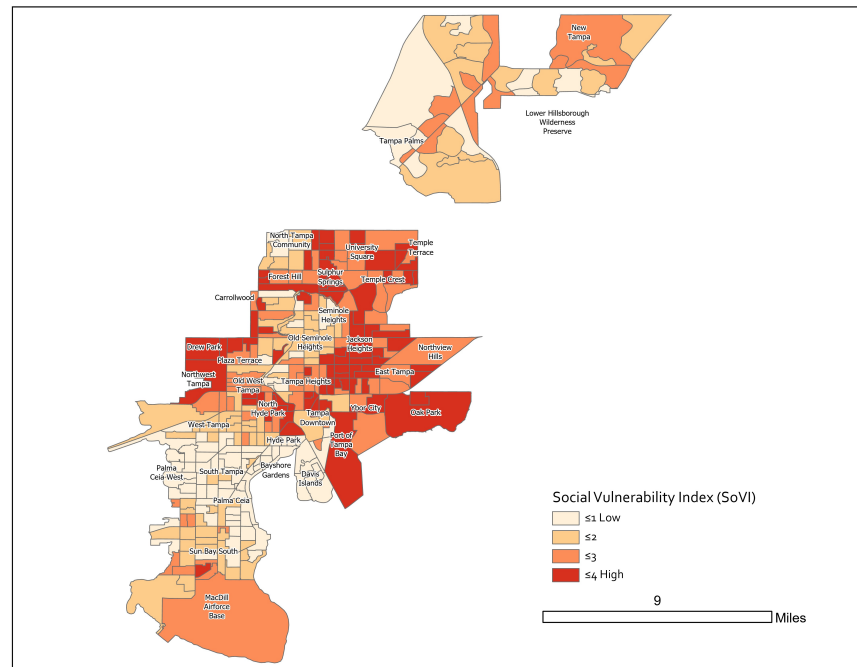 New
Tampa
Lower Hillsborough
Wilderness
Preserve
Tampa Palms
North Tampa
Community
University
Square
Temple
Terrace
Forest Hill
Sulphur
Springs
Temple Crest
Carrollwood
Seminole
Heights
Drew Park
Old Seminole
Heights
Jackson
Heights
Northview
Hills
Plaza Terrace
Northwest
Tampa
Old West
Tampa
Tampa Heights
East Tampa
North
Hyde Park
Ybor City
Oak Park
Tampa
Downtown
West Tampa
Hyde Park
Port of
Tampa
Bay
Palma
Ceia West
South Tampa
Bayshore
Gardens
Davis
Islands
Palma Ceia
Sun Bay South
MacDill
Airforce
Base
Social Vulnerability Index (SoVI)
≤1 Low
≤2
≤3
≤4 High
9
Miles